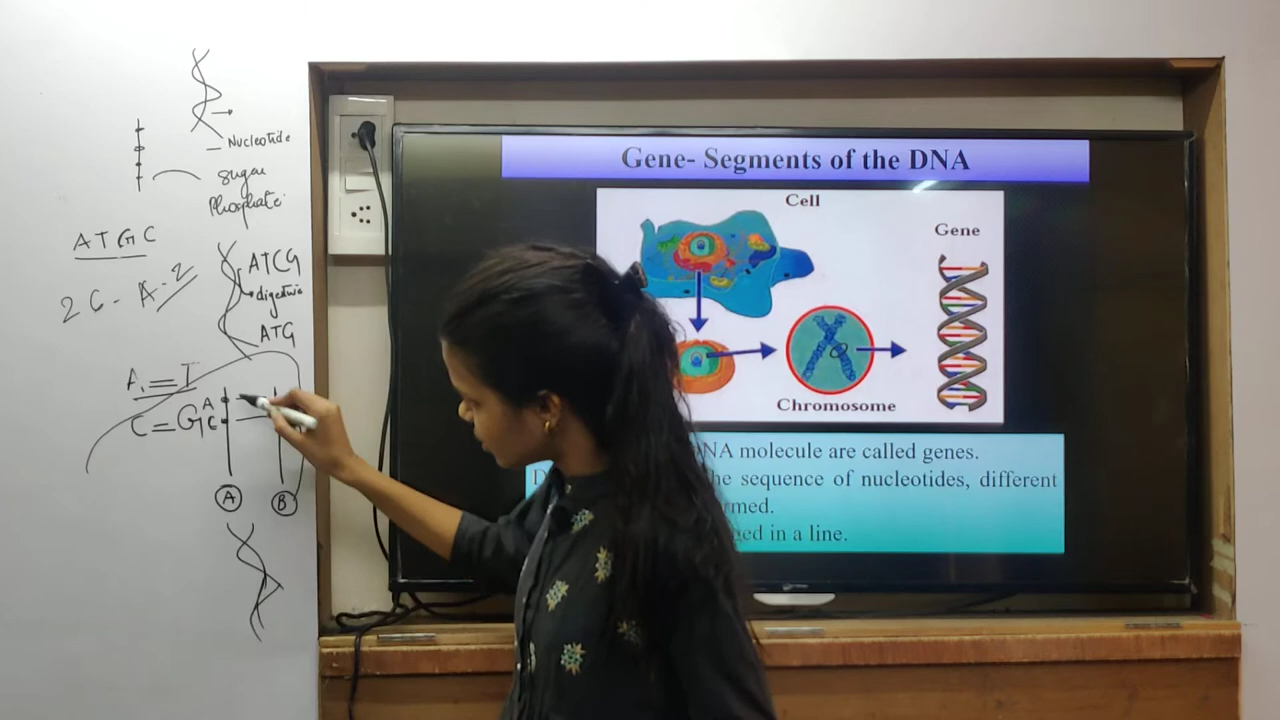 Nucleotide
Sugar
Phosphate
ATGC
ATCG
digestive
2C-A-2
ATG
A=T
C=G
A
C
A
B
Gene- Segments of the DNA
Cell
Gene
Chromosome
NA molecule are called genes.
D he sequence of nucleotides, different
rmed.
ged in a line.